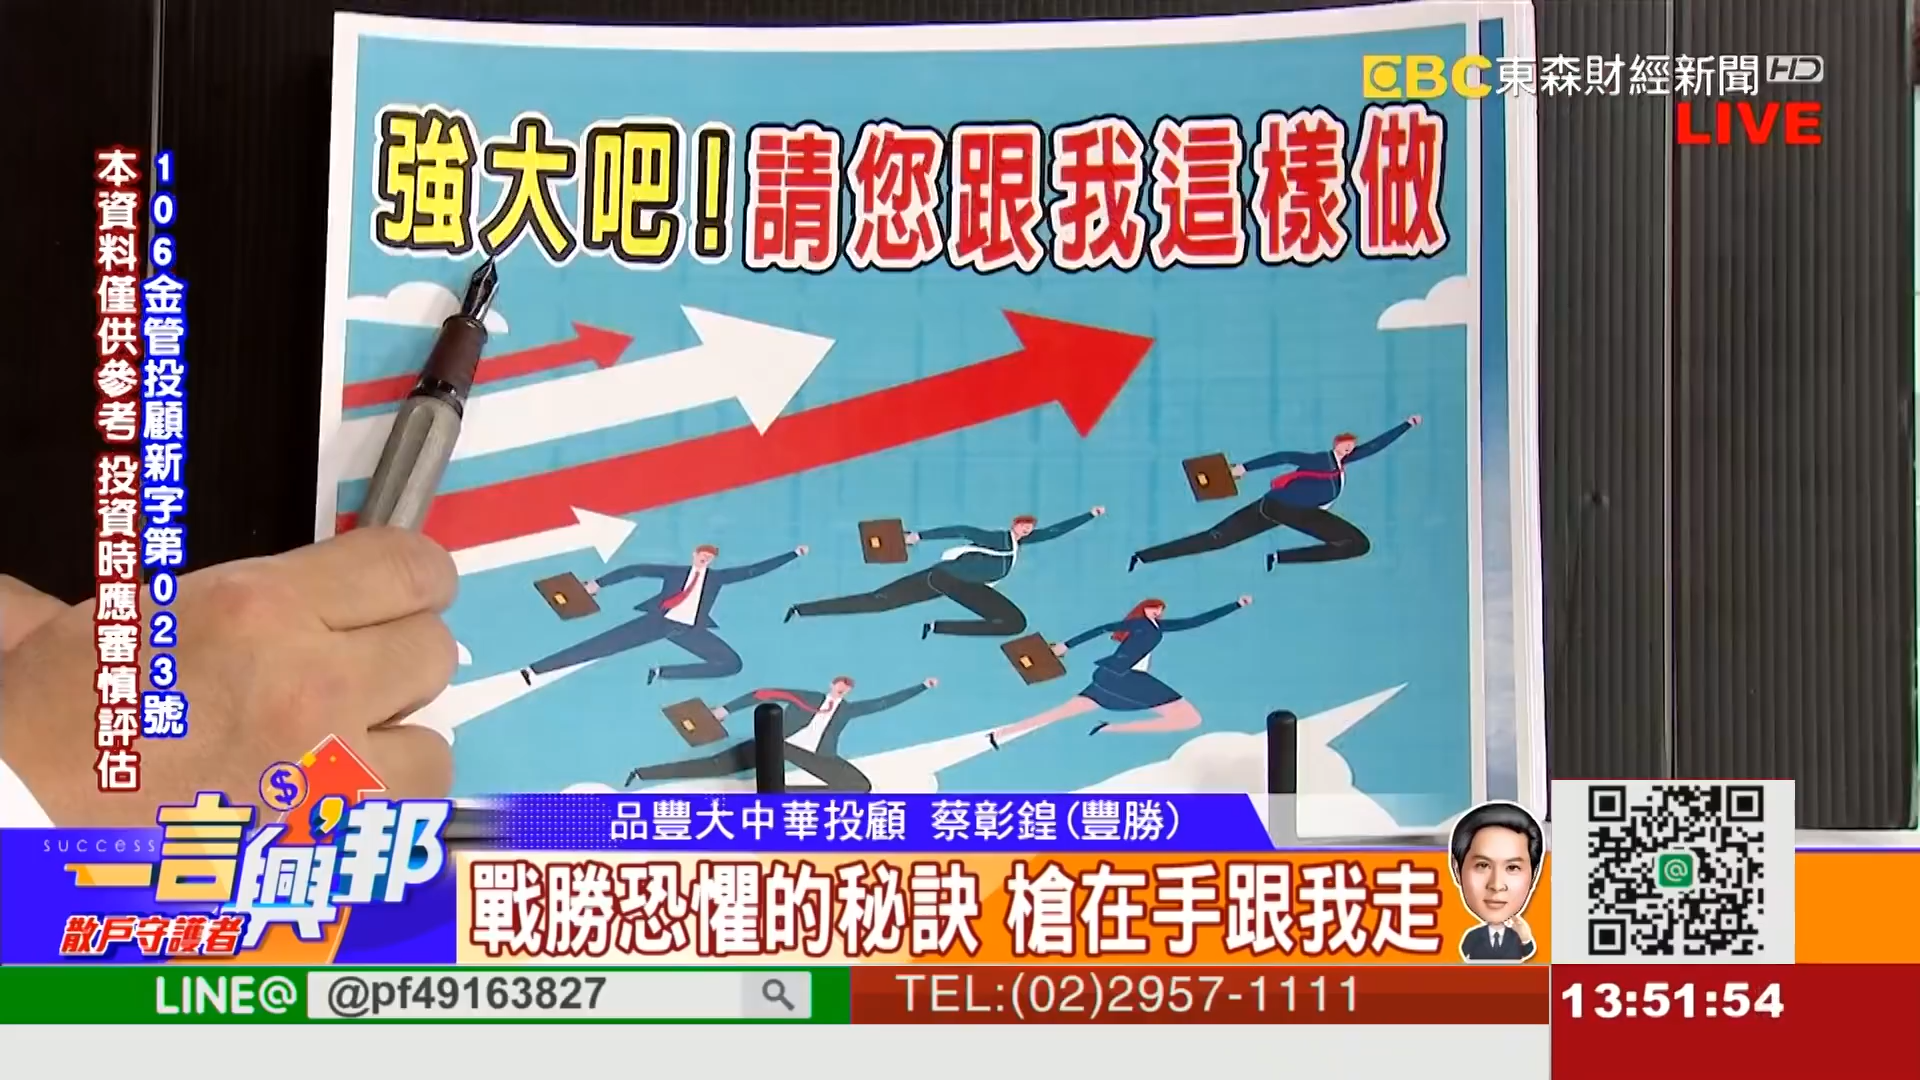 EBC東森財經新聞HD
LIVE
強大吧!請您跟我這樣做
106金管投顧新字第023號
本資料僅供參考 投資時應審慎評估
success
一言興邦
散戶守護者
品豐大中華投顧 蔡彰鍠(豐勝)
戰勝恐懼的秘訣 槍在手跟我走
LINE@ @pf49163827
TEL:(02)2957-1111
13:51:54